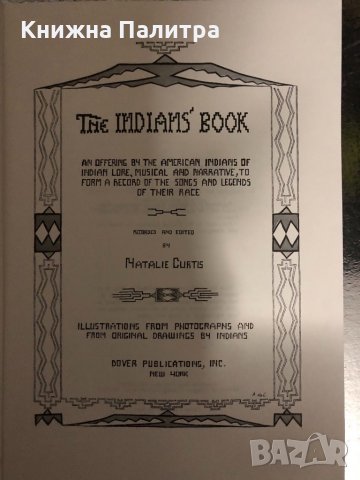 Книжна Палитра
THE INDIANS' BOOK
AN OFFERING BY THE AMERICAN INDIANS OF
INDIAN LORE, MUSICAL AND NARRATIVE, TO
FORM A RECORD OF THE SONGS AND LEGENDS
OF THEIR RACE
RECORDED AND EDITED
BY
NATALIE CURTIS
ILLUSTRATIONS FROM PHOTOGRAPHS AND
FROM ORIGINAL DRAWINGS BY INDIANS
DOVER PUBLICATIONS, INC.
NEW YORK
BAZAR